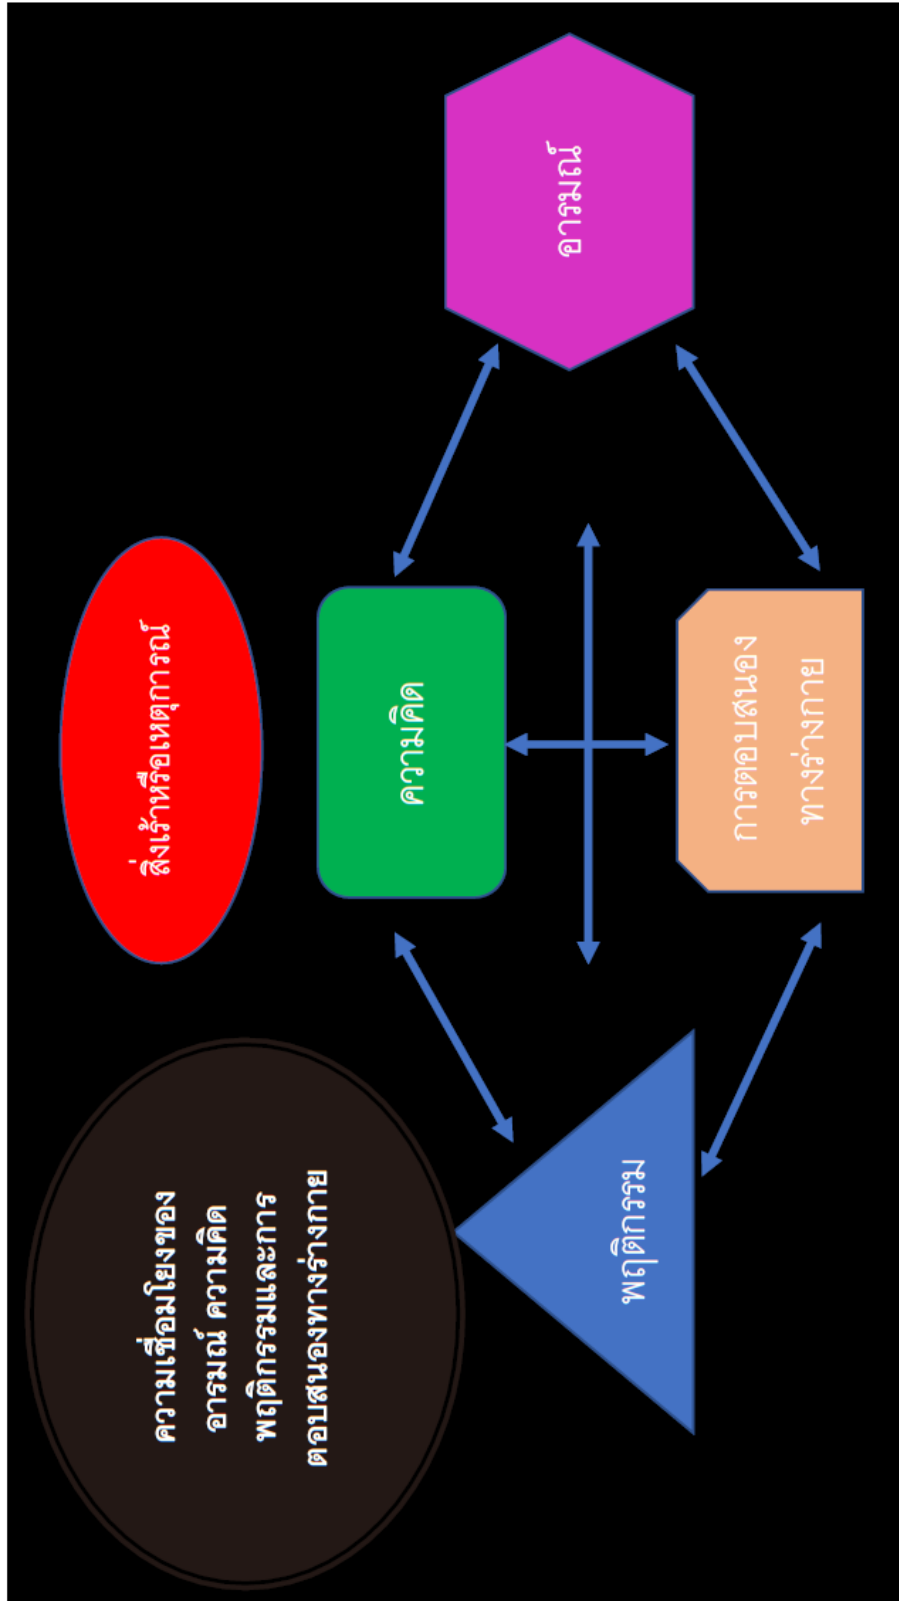 ความเชื่อมโยงของ
อารมณ์ ความคิด
พฤติกรรมและการ
ตอบสนองทางร่างกาย
สิ่งเร้าหรือเหตุการณ์
ความคิด
อารมณ์
พฤติกรรม
การตอบสนอง
ทางร่างกาย